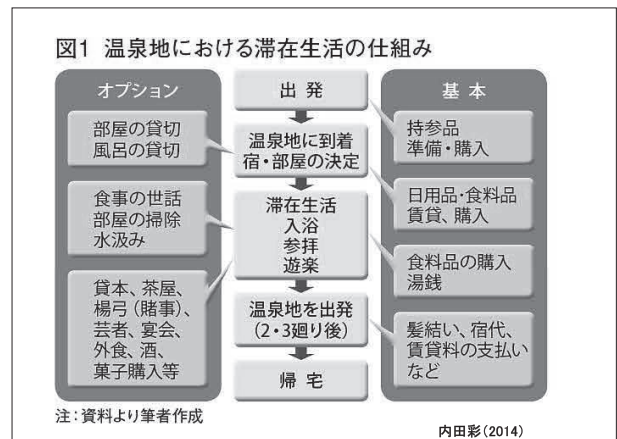 図1 温泉地における滞在生活の仕組み
オプション
部屋の貸切
風呂の貸切
食事の世話
部屋の掃除
水汲み
貸本、茶屋、
楊弓(賭事)、
芸者、宴会、
外食、酒、
菓子購入等
出 発
温泉地に到着
宿・部屋の決定
滞在生活
入浴
参拝
遊楽
温泉地を出発
(2・3廻り後)
帰 宅
基 本
持参品
準備・購入
日用品・食料品
賃貸、購入
食料品の購入
湯銭
髪結い、宿代、
賃貸料の支払い
など
注:資料より筆者作成
内田彩(2014)